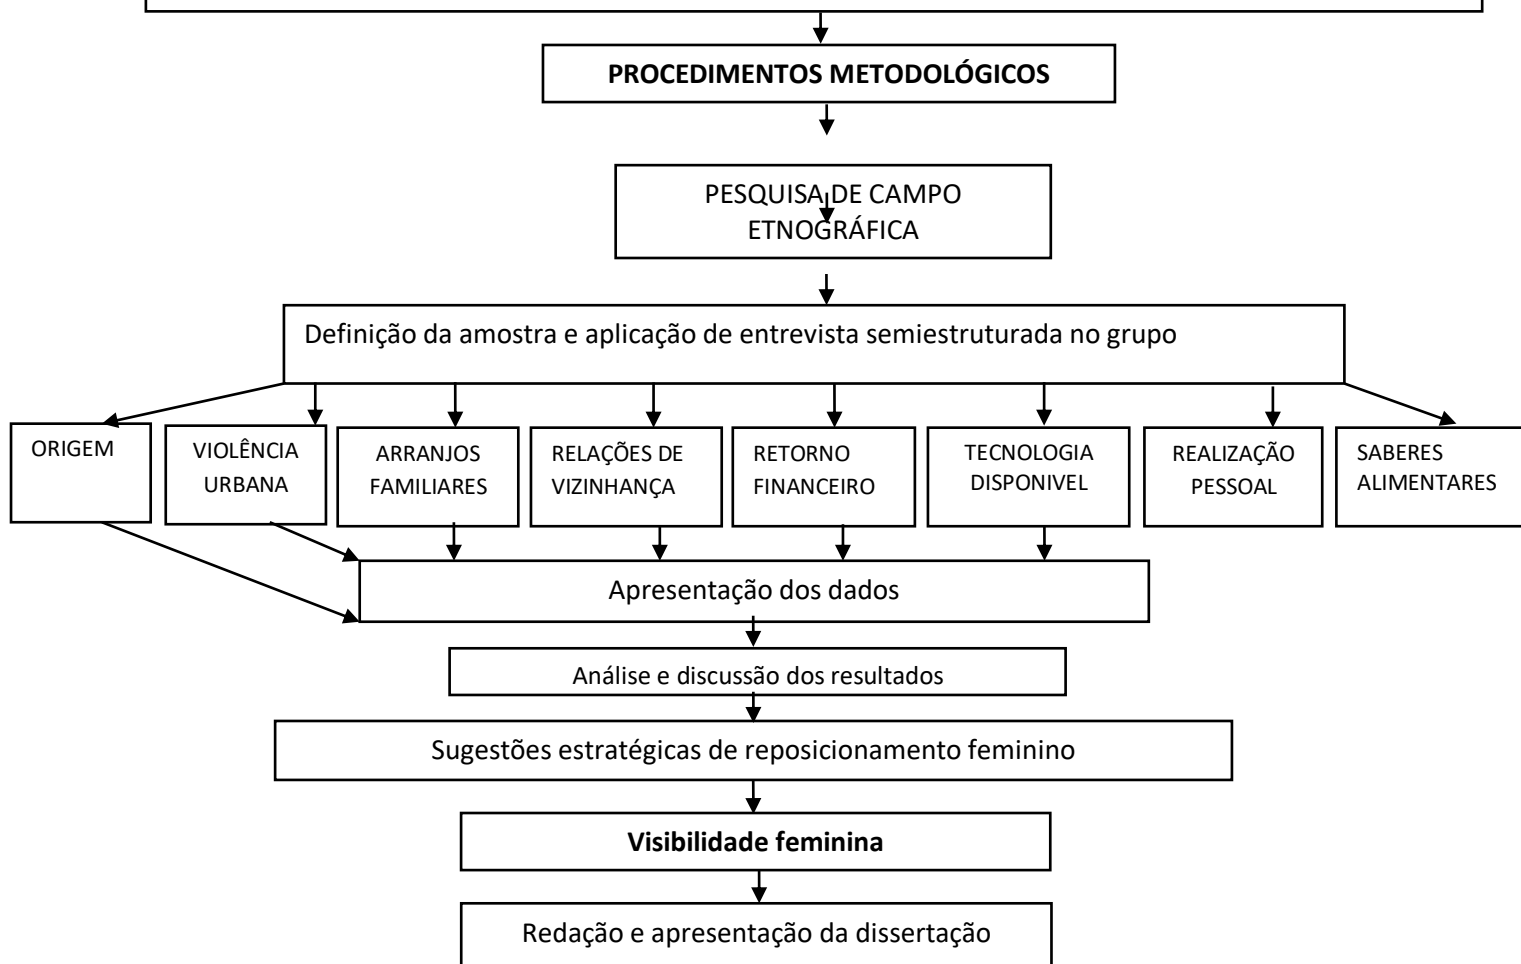 PROCEDIMENTOS METODOLÓGICOS
PESQUISA DE CAMPO
ETNOGRÁFICA
Definição da amostra e aplicação de entrevista semiestruturada no grupo
ORIGEM
VIOLÊNCIA
URBANA
ARRANJOS
FAMILIARES
RELAÇÕES DE
VIZINHANÇA
RETORNO
FINANCEIRO
TECNOLOGIA
DISPONIVEL
REALIZAÇÃO
PESSOAL
SABERES
ALIMENTARES
Apresentação dos dados
Análise e discussão dos resultados
Sugestões estratégicas de reposicionamento feminino
Visibilidade feminina
Redação e apresentação da dissertação